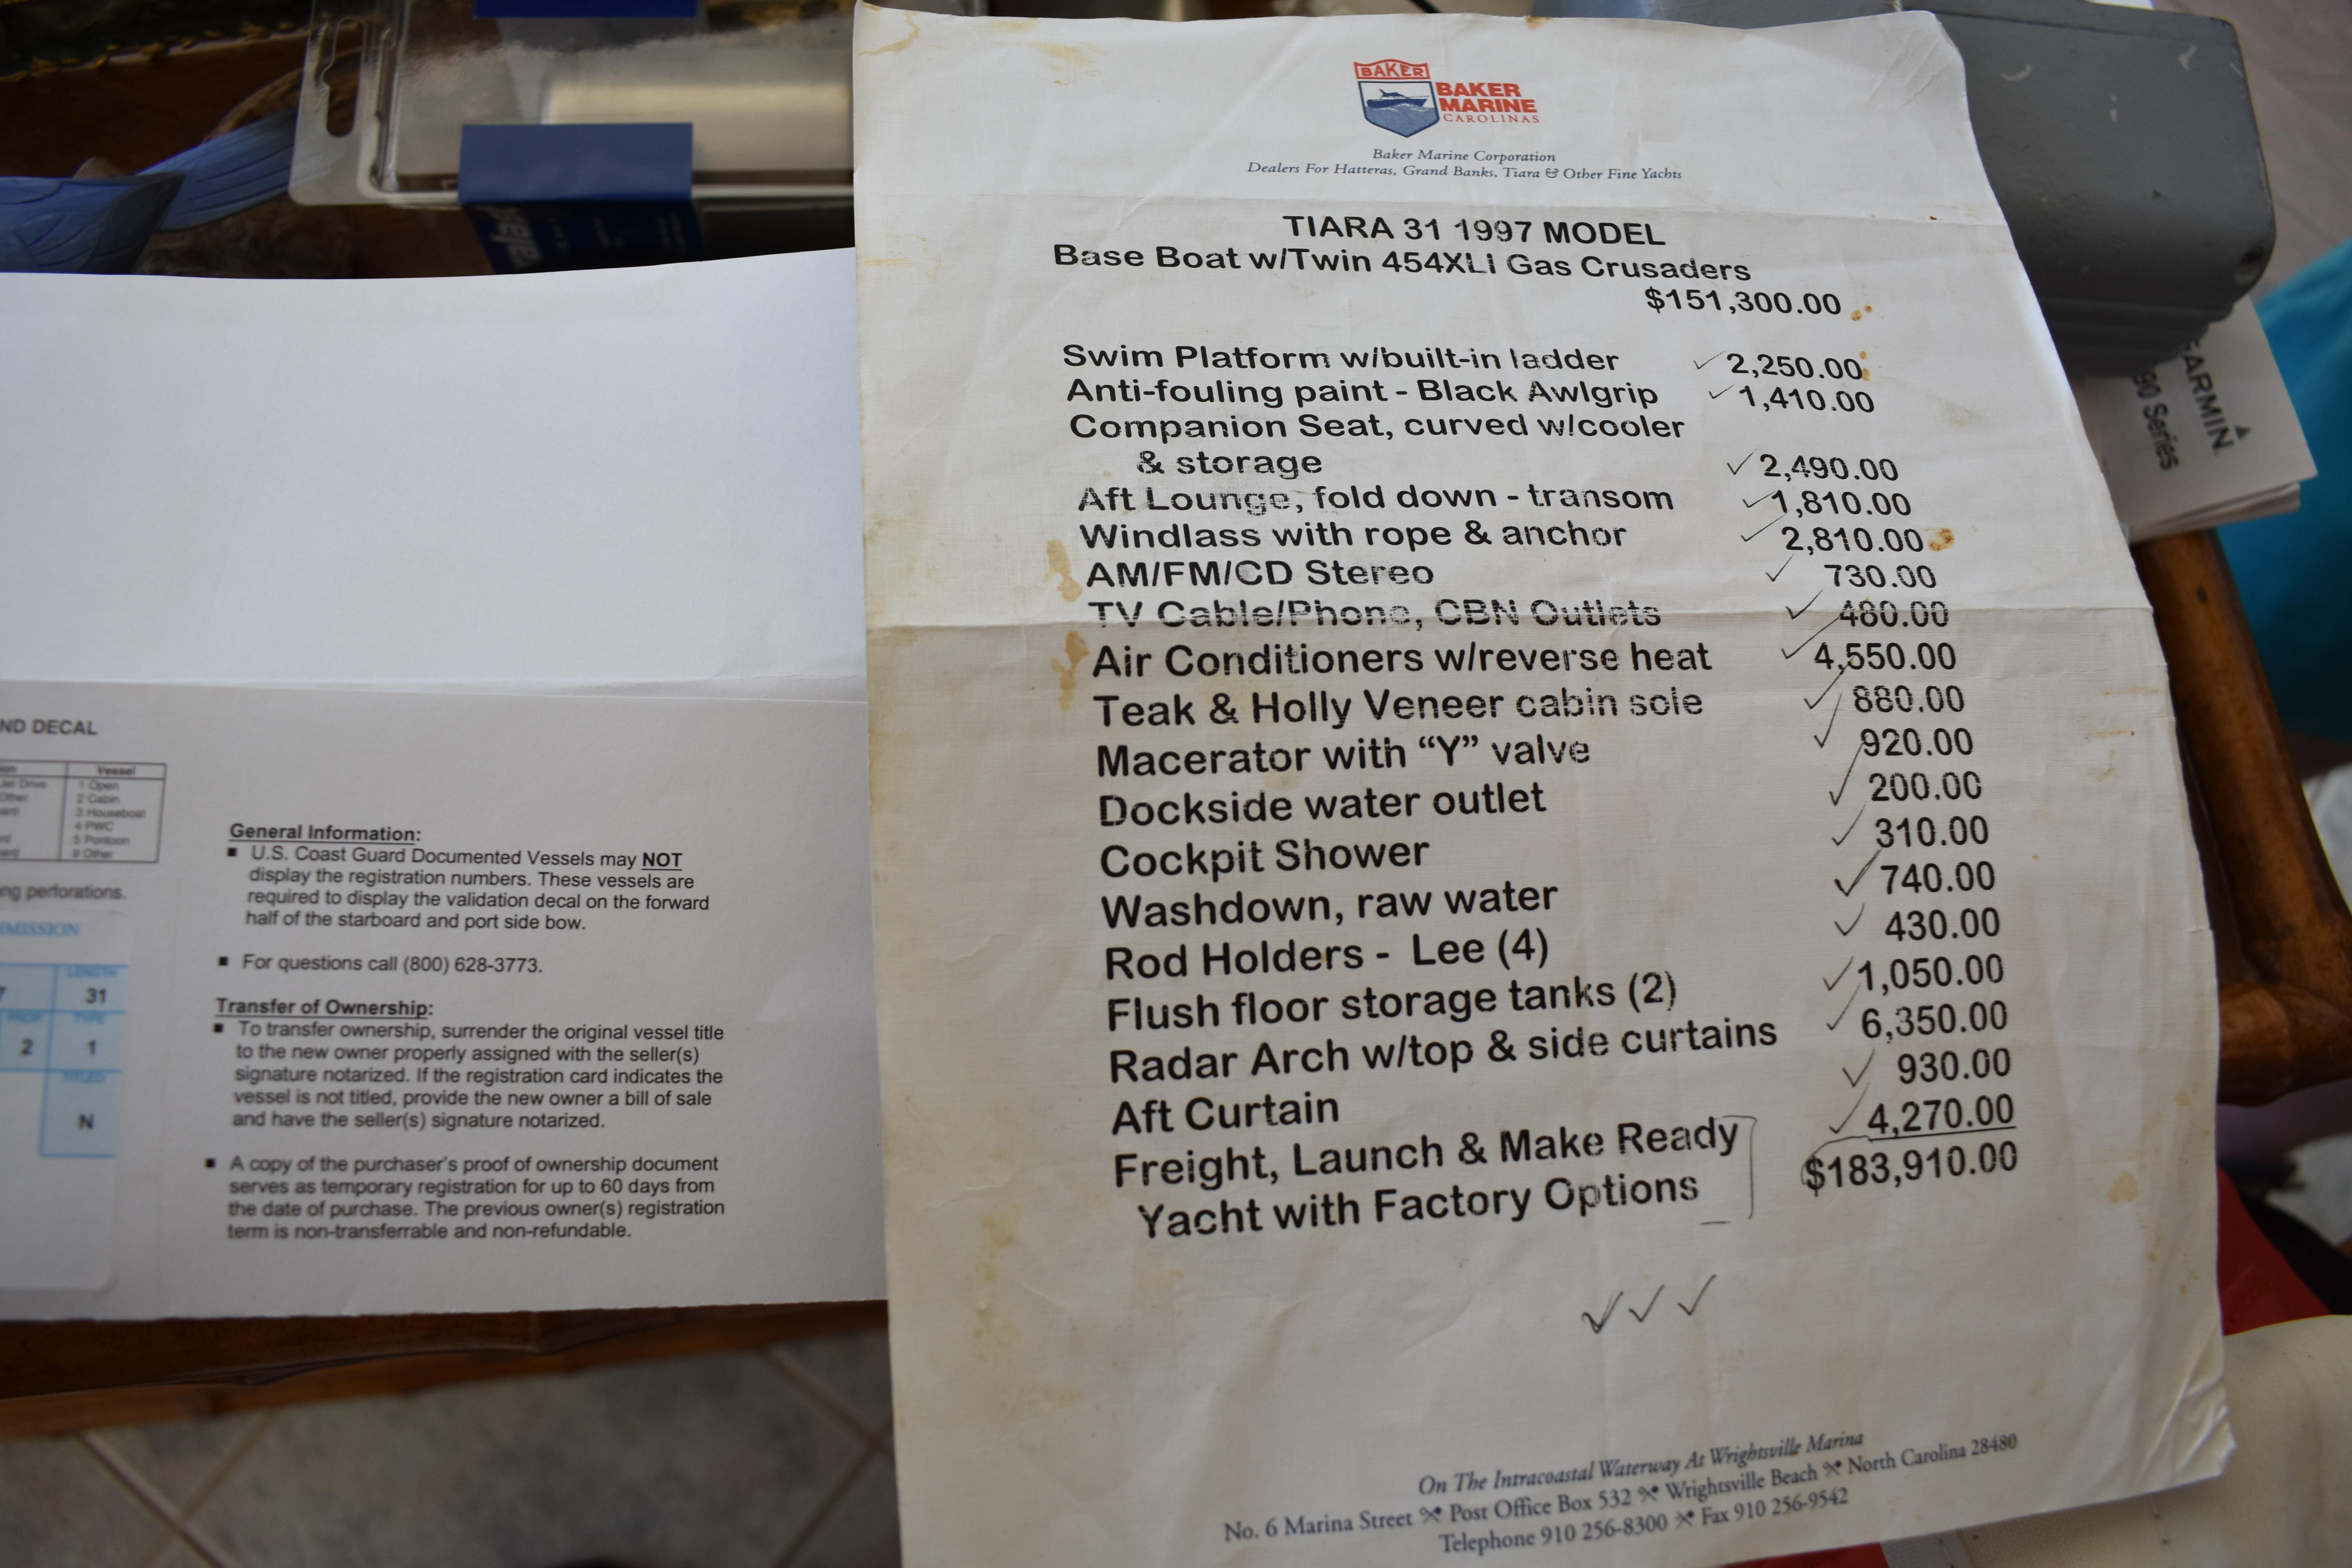 ND DECAL
Vessel
Jet Drive 1 Open
Other 2 Cabin
3 Houseboat
4 PWC
5 Pontoon
9 Other
ng perforations.
MMISSION
LENGTH
7 31
PROP TYPE
2 1
TITLED
N
General Information:
■ U.S. Coast Guard Documented Vessels may NOT
display the registration numbers. These vessels are
required to display the validation decal on the forward
half of the starboard and port side bow.
■ For questions call (800) 628-3773.
Transfer of Ownership:
■ To transfer ownership, surrender the original vessel title
to the new owner properly assigned with the seller(s)
signature notarized. If the registration card indicates the
vessel is not titled, provide the new owner a bill of sale
and have the seller(s) signature notarized.
■ A copy of the purchaser's proof of ownership document
serves as temporary registration for up to 60 days from
the date of purchase. The previous owner(s) registration
term is non-transferrable and non-refundable.
BAKER
BAKER
MARINE
CAROLINAS
Baker Marine Corporation
Dealers For Hatteras, Grand Banks, Tiara & Other Fine Yachts
TIARA 31 1997 MODEL
Base Boat w/Twin 454XLI Gas Crusaders
$151,300.00
Swim Platform w/built-in ladder ✓ 2,250.00
Anti-fouling paint - Black Awlgrip ✓ 1,410.00
Companion Seat, curved w/cooler
& storage ✓ 2,490.00
Aft Lounge, fold down - transom ✓ 1,810.00
Windlass with rope & anchor ✓ 2,810.00
AM/FM/CD Stereo ✓ 730.00
TV Cable/Phone, CBN Outlets ✓ 480.00
Air Conditioners w/reverse heat ✓ 4,550.00
Teak & Holly Veneer cabin sole ✓ 880.00
Macerator with “Y” valve ✓ 920.00
Dockside water outlet ✓ 200.00
Cockpit Shower ✓ 310.00
Washdown, raw water ✓ 740.00
Rod Holders - Lee (4) ✓ 430.00
Flush floor storage tanks (2) ✓ 1,050.00
Radar Arch w/top & side curtains ✓ 6,350.00
Aft Curtain ✓ 930.00
Freight, Launch & Make Ready ✓ 4,270.00
Yacht with Factory Options $183,910.00
✓ ✓ ✓
On The Intracoastal Waterway At Wrightsville Marina
No. 6 Marina Street Post Office Box 532 Wrightsville Beach North Carolina 28480
Telephone 910 256-8300 Fax 910 256-9542
GARMIN
90 Series